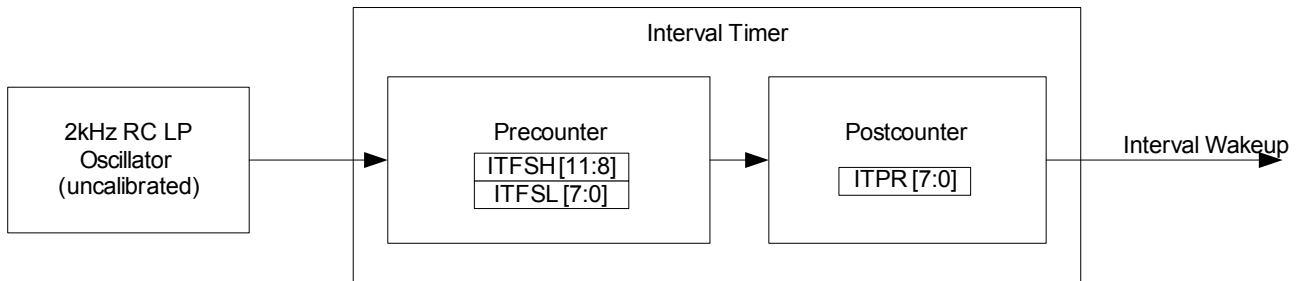 Interval Timer
2kHz RC LP
Oscillator
(uncalibrated)
Precounter
ITFSH [11:8]
ITFSL [7:0]
Postcounter
ITPR [7:0]
Interval Wakeup